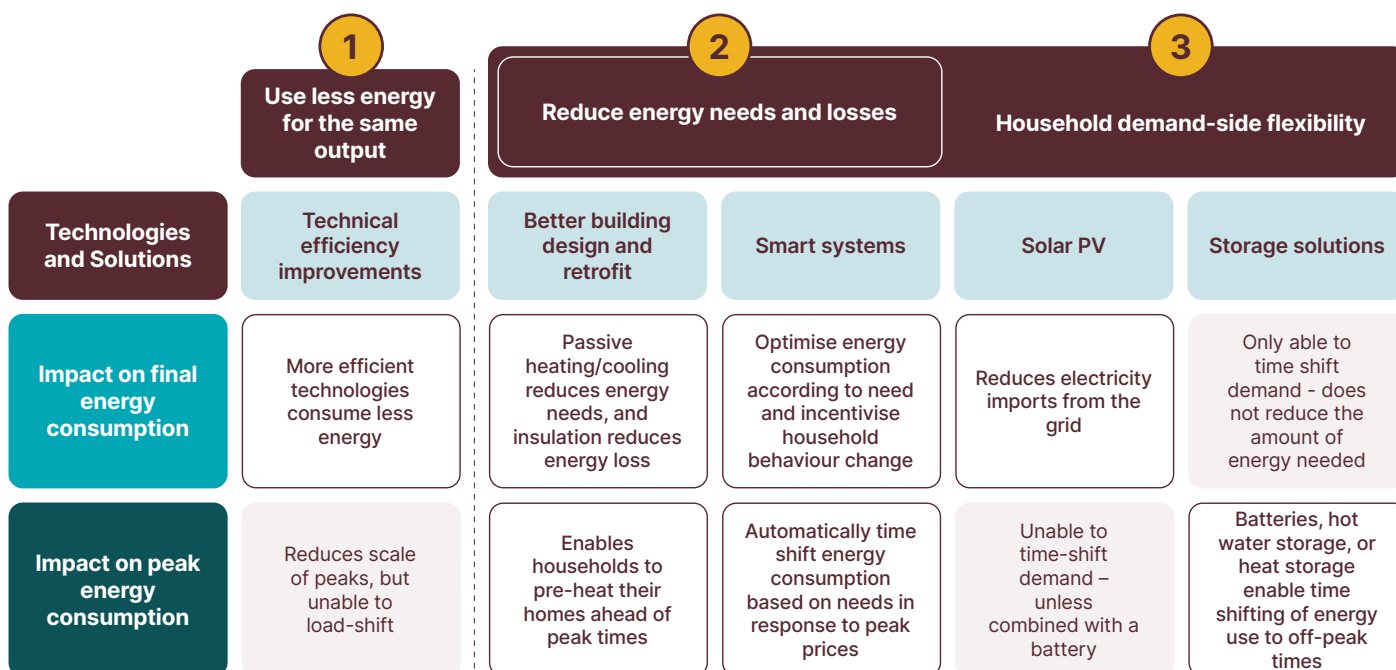 1
2
3
Use less energy
for the same
output
Reduce energy needs and losses
Household demand-side flexibility
Technologies
and Solutions
Technical
efficiency
improvements
Better building
design and
retrofit
Smart systems
Solar PV
Storage solutions
Impact on final
energy
consumption
More efficient
technologies
consume less
energy
Passive
heating/cooling
reduces energy
needs, and
insulation reduces
energy loss
Optimise energy
consumption
according to need
and incentivise
household
behaviour change
Reduces electricity
imports from the
grid
Only able to
time shift
demand - does
not reduce the
amount of
energy needed
Impact on peak
energy
consumption
Reduces scale
of peaks, but
unable to
load-shift
Enables
households to
pre-heat their
homes ahead of
peak times
Automatically time
shift energy
consumption
based on needs in
response to peak
prices
Unable to
time-shift
demand –
unless
combined with a
battery
Batteries, hot
water storage, or
heat storage
enable time
shifting of energy
use to off-peak
times